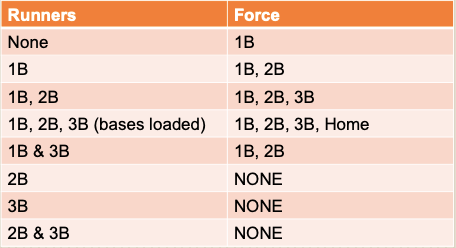 Runners Force
None 1B
1B 1B, 2B
1B, 2B 1B, 2B, 3B
1B, 2B, 3B (bases loaded) 1B, 2B, 3B, Home
1B & 3B 1B, 2B
2B NONE
3B NONE
2B & 3B NONE